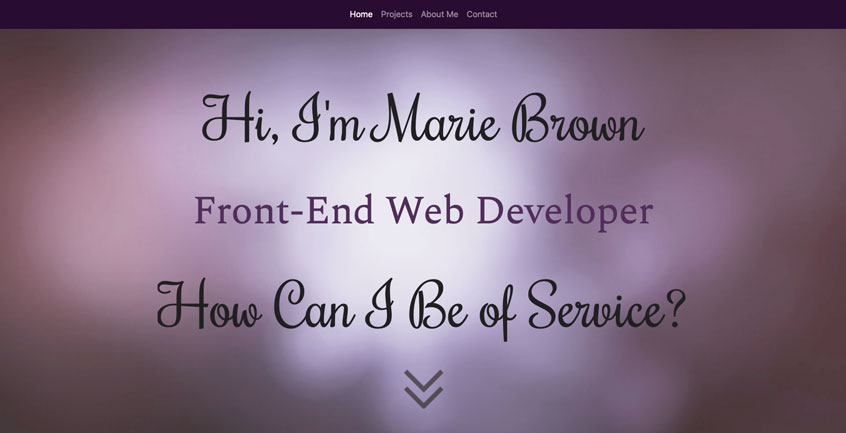 Home Projects About Me Contact
Hi, I'm Marie Brown
Front-End Web Developer
How Can I Be of Service?